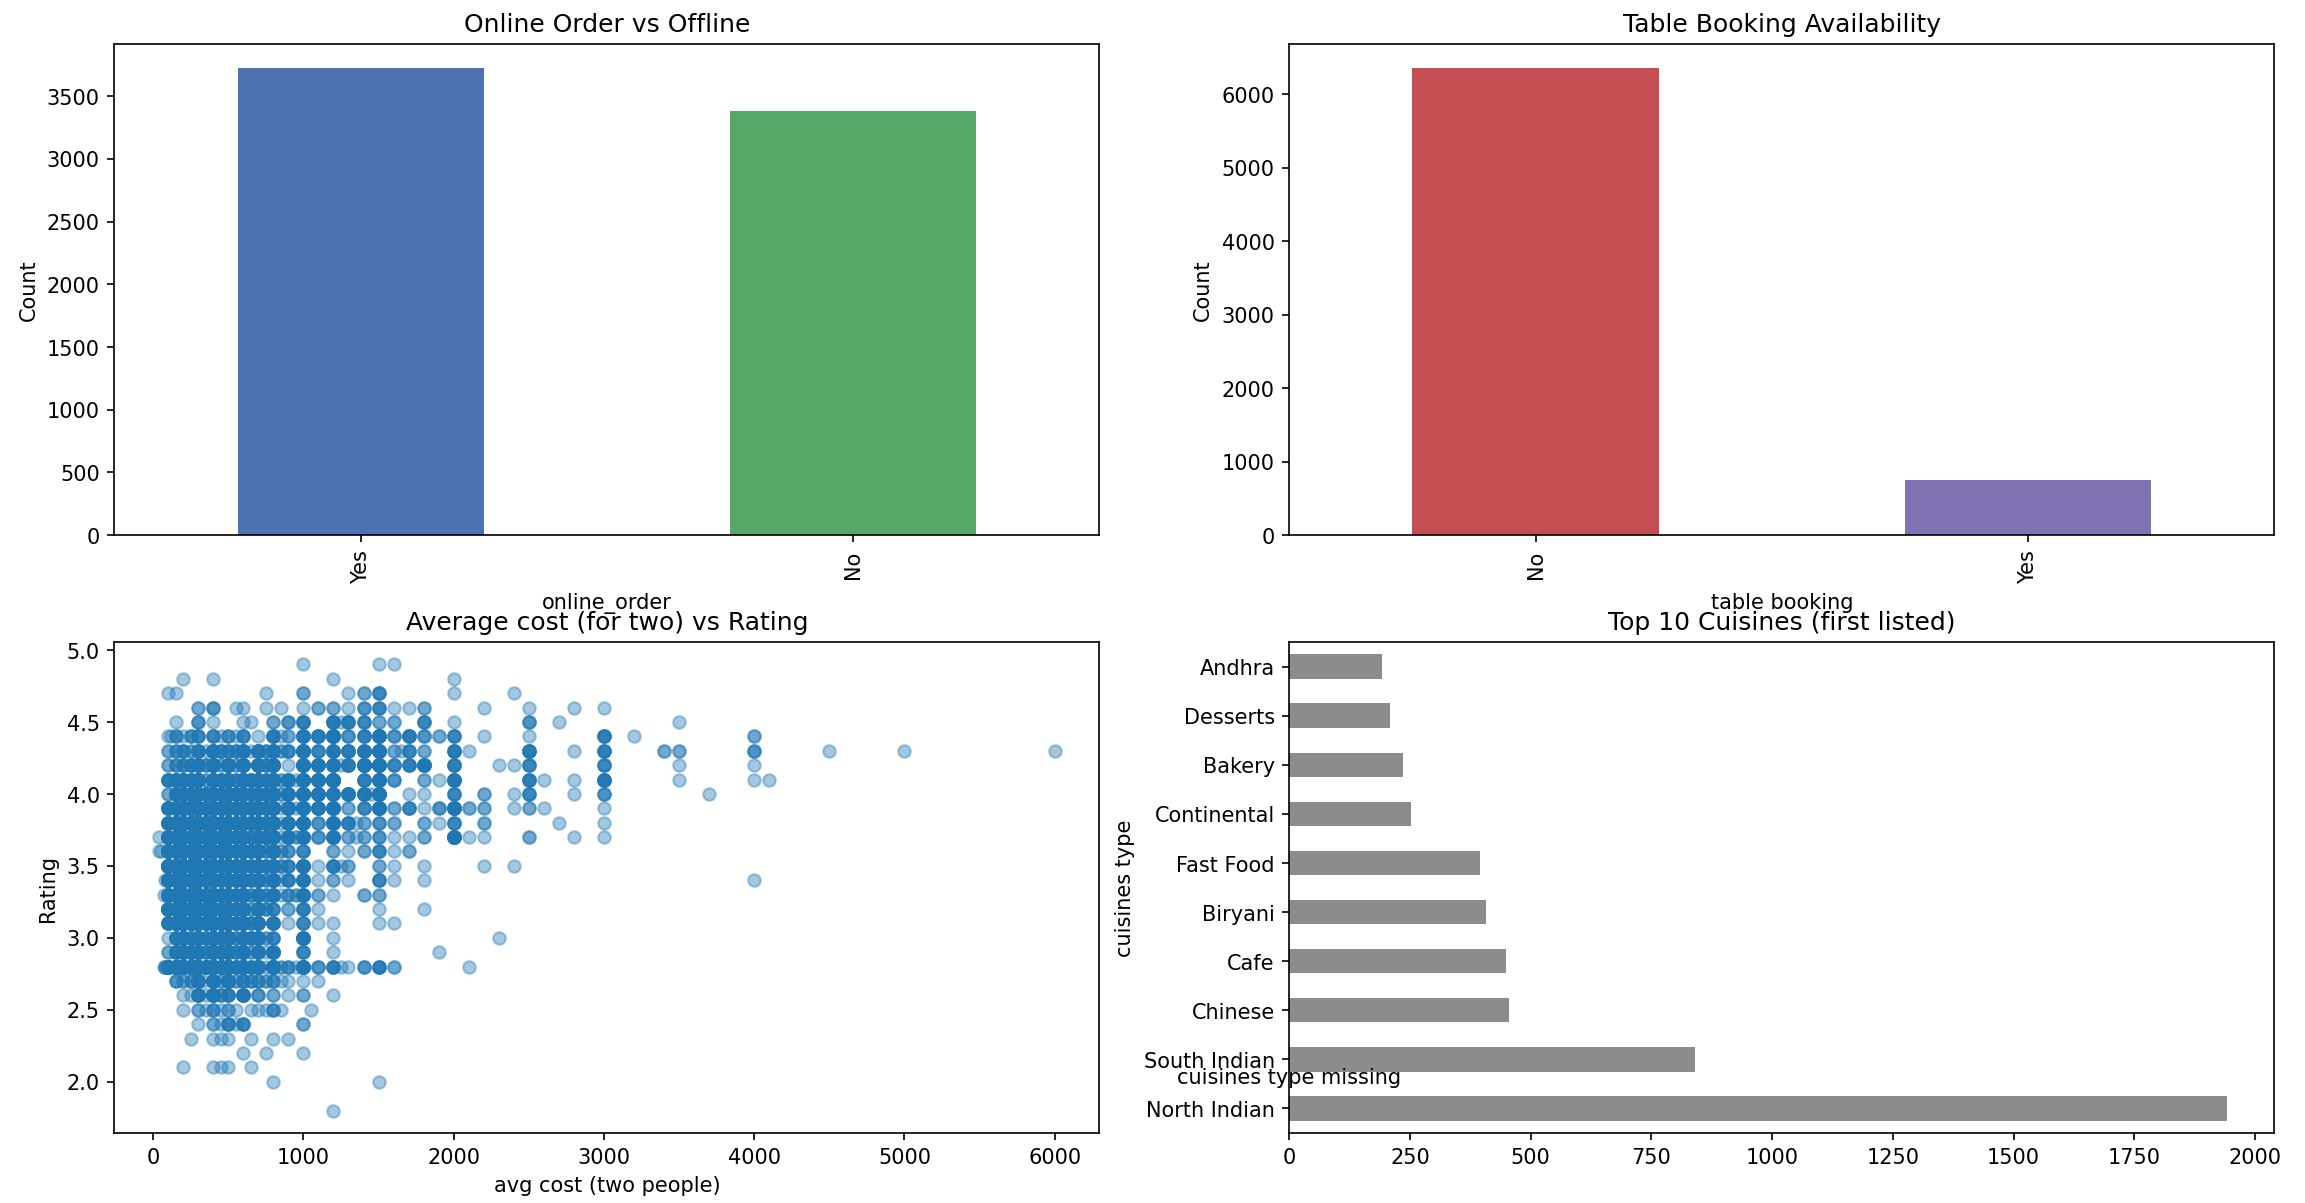 Online Order vs Offline
Count
3500
3000
2500
2000
1500
1000
500
0
Yes
No
online_order
Table Booking Availability
Count
6000
5000
4000
3000
2000
1000
0
No
Yes
table booking
Average cost (for two) vs Rating
Rating
5.0
4.5
4.0
3.5
3.0
2.5
2.0
0
1000
2000
3000
4000
5000
6000
avg cost (two people)
Top 10 Cuisines (first listed)
cuisines type
Andhra
Desserts
Bakery
Continental
Fast Food
Biryani
Cafe
Chinese
South Indian
cuisines type missing
North Indian
0
250
500
750
1000
1250
1500
1750
2000